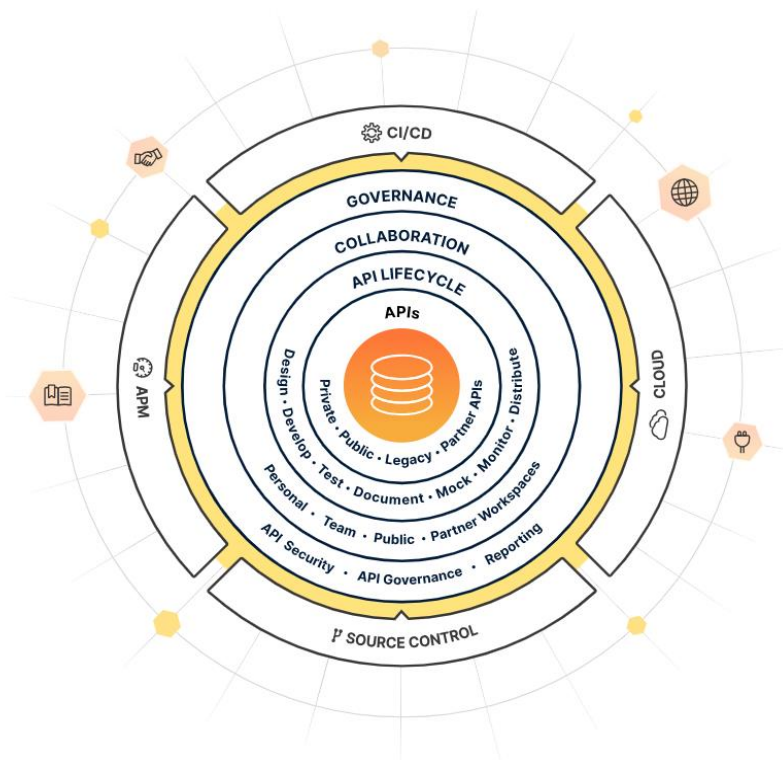 CI/CD
GOVERNANCE
COLLABORATION
API LIFECYCLE
APIs
Private • Public • Legacy • Partner APIs
Design • Develop • Test • Document • Mock • Monitor • Distribute
Personal • Team • Public • Partner Workspaces
API Security • API Governance • Reporting
APM
CLOUD
SOURCE CONTROL